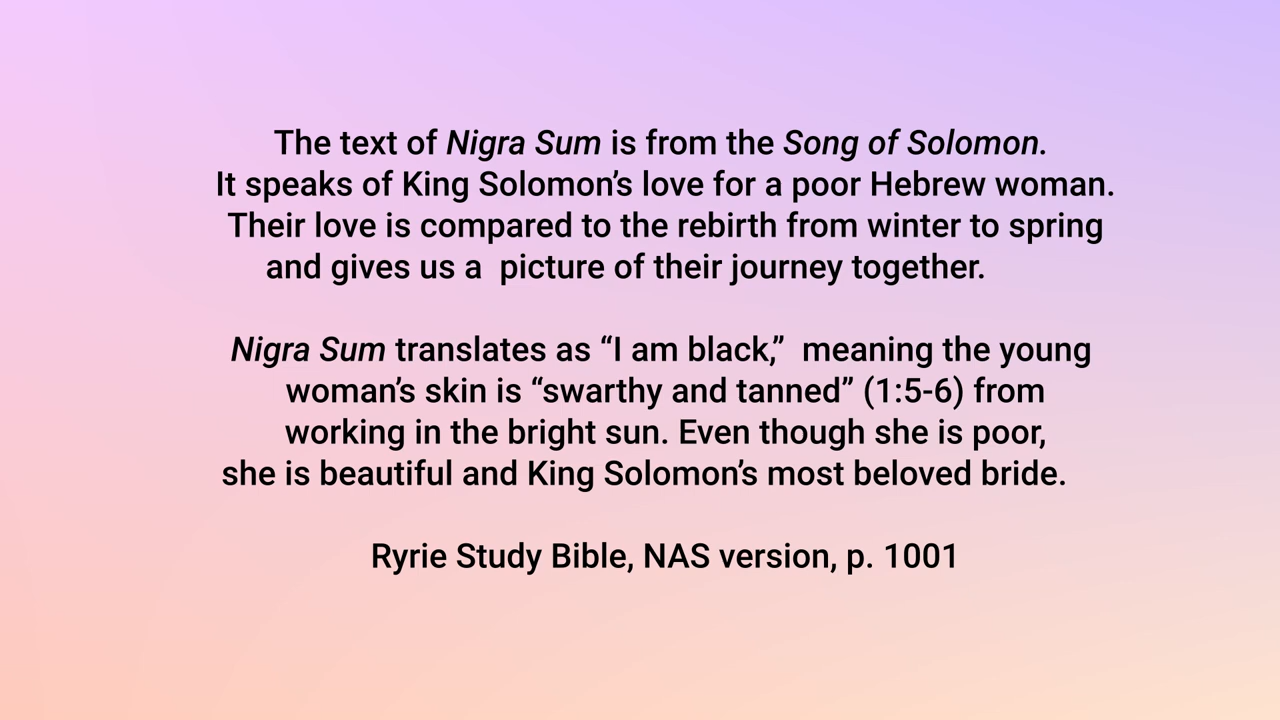 The text of Nigra Sum is from the Song of Solomon.
It speaks of King Solomon’s love for a poor Hebrew woman.
Their love is compared to the rebirth from winter to spring
and gives us a  picture of their journey together.
Nigra Sum translates as “I am black,”  meaning the young
woman’s skin is “swarthy and tanned” (1:5-6) from
working in the bright sun. Even though she is poor,
she is beautiful and King Solomon’s most beloved bride.
Ryrie Study Bible, NAS version, p. 1001